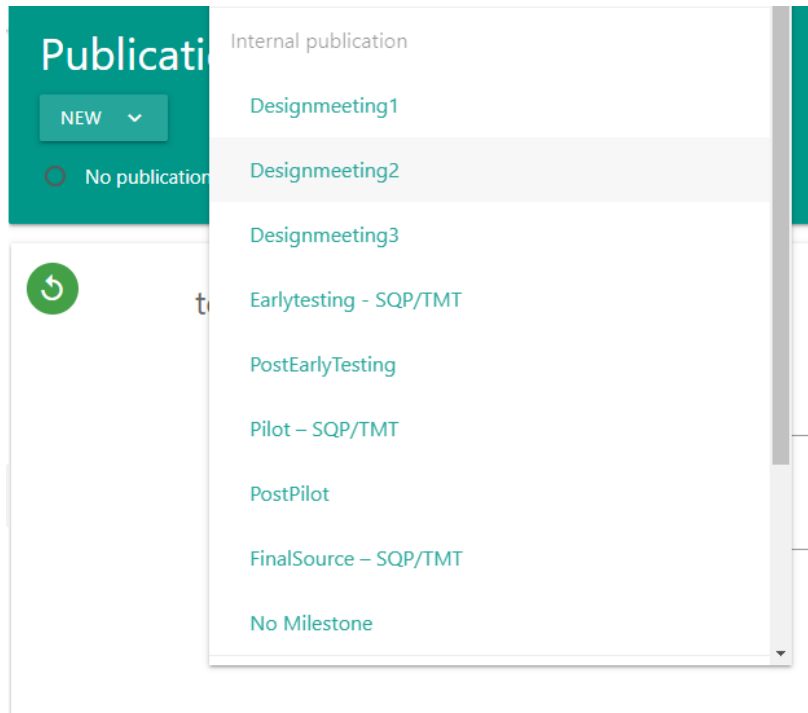 Publicati
NEW
No publication
Internal publication
Designmeeting1
Designmeeting2
Designmeeting3
Earlytesting - SQP/TMT
PostEarlyTesting
Pilot – SQP/TMT
PostPilot
FinalSource – SQP/TMT
No Milestone